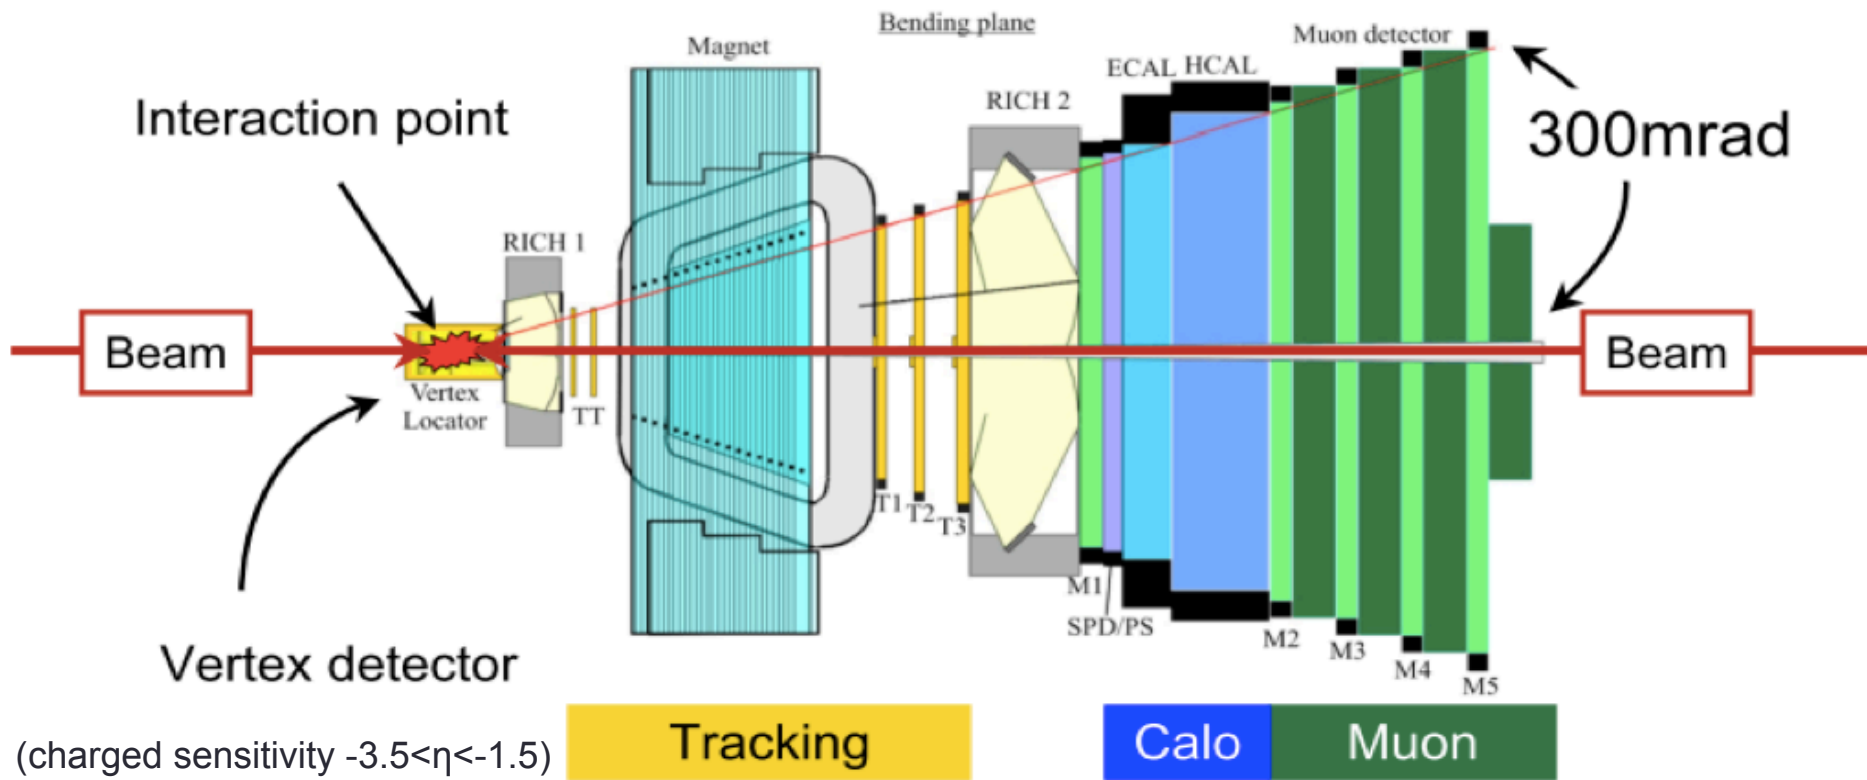 Bending plane
Magnet
Muon detector
ECAL HCAL
RICH 2
Interaction point
300mrad
RICH 1
Beam
Beam
Vertex
Locator
TT
T1
T2
T3
M1
SPD/PS
M2
M3
M4
M5
Vertex detector
(charged sensitivity -3.5<η<-1.5)
Tracking
Calo
Muon